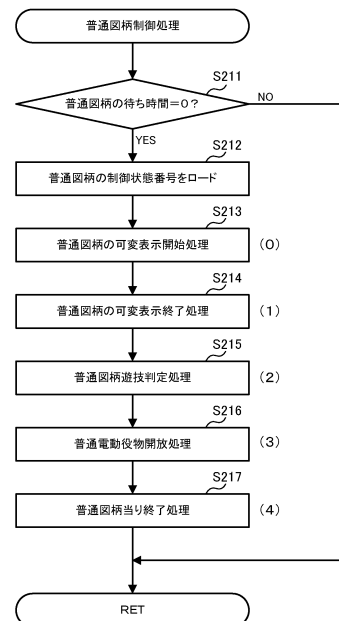 普通図柄制御処理
S211
普通図柄の待ち時間=0?
NO
YES
S212
普通図柄の制御状態番号をロード
S213
普通図柄の可変表示開始処理
(0)
S214
普通図柄の可変表示終了処理
(1)
S215
普通図柄遊技判定処理
(2)
S216
普通電動役物開放処理
(3)
S217
普通図柄当り終了処理
(4)
RET